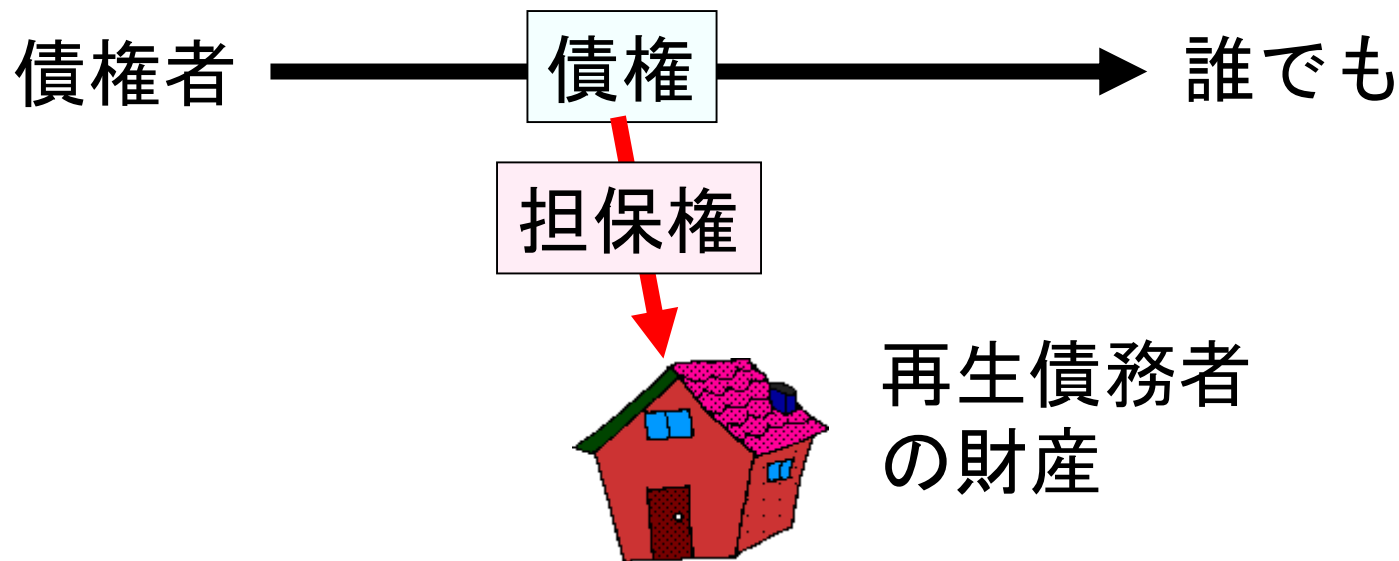 債権者
債権
誰でも
担保権
再生債務者
の財産